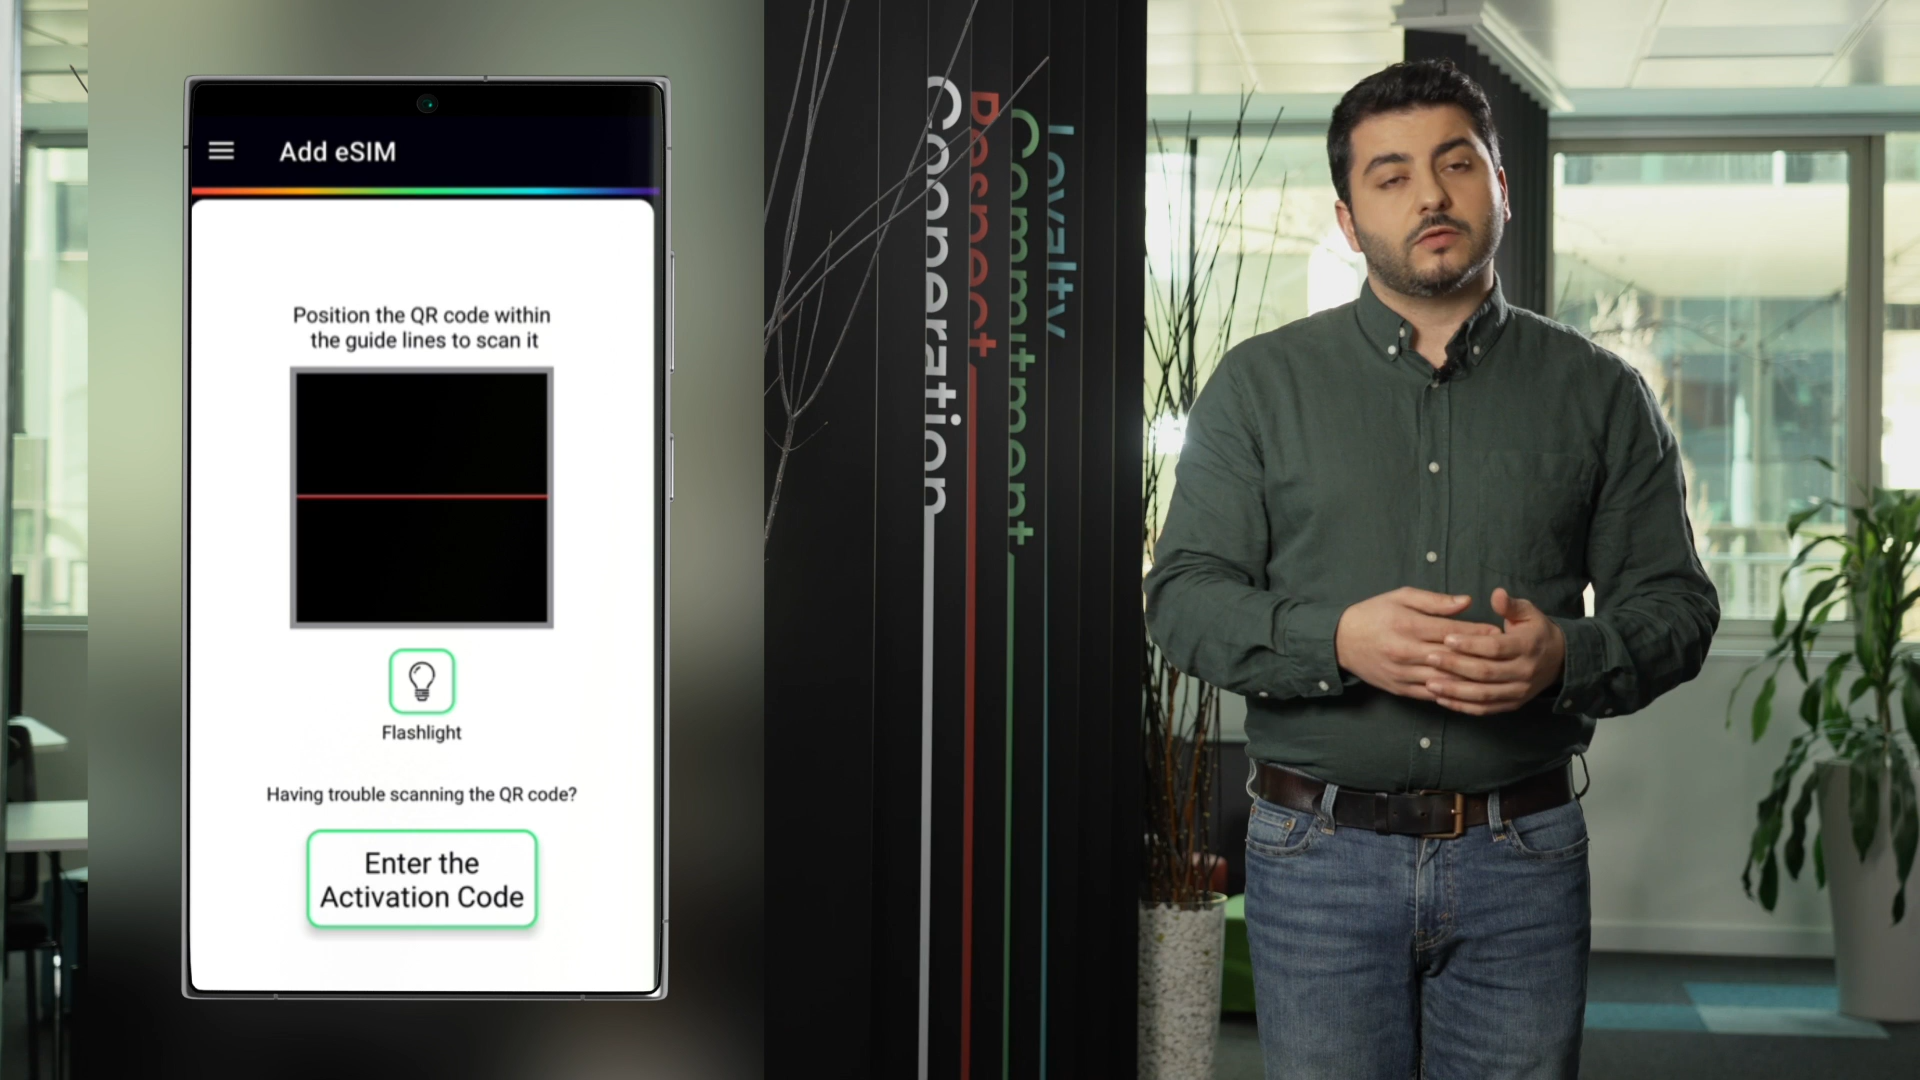 Add eSIM
Position the QR code within
the guide lines to scan it
Flashlight
Having trouble scanning the QR code?
Enter the
Activation Code
Cooperation
Respect
Commitment
Loyalty